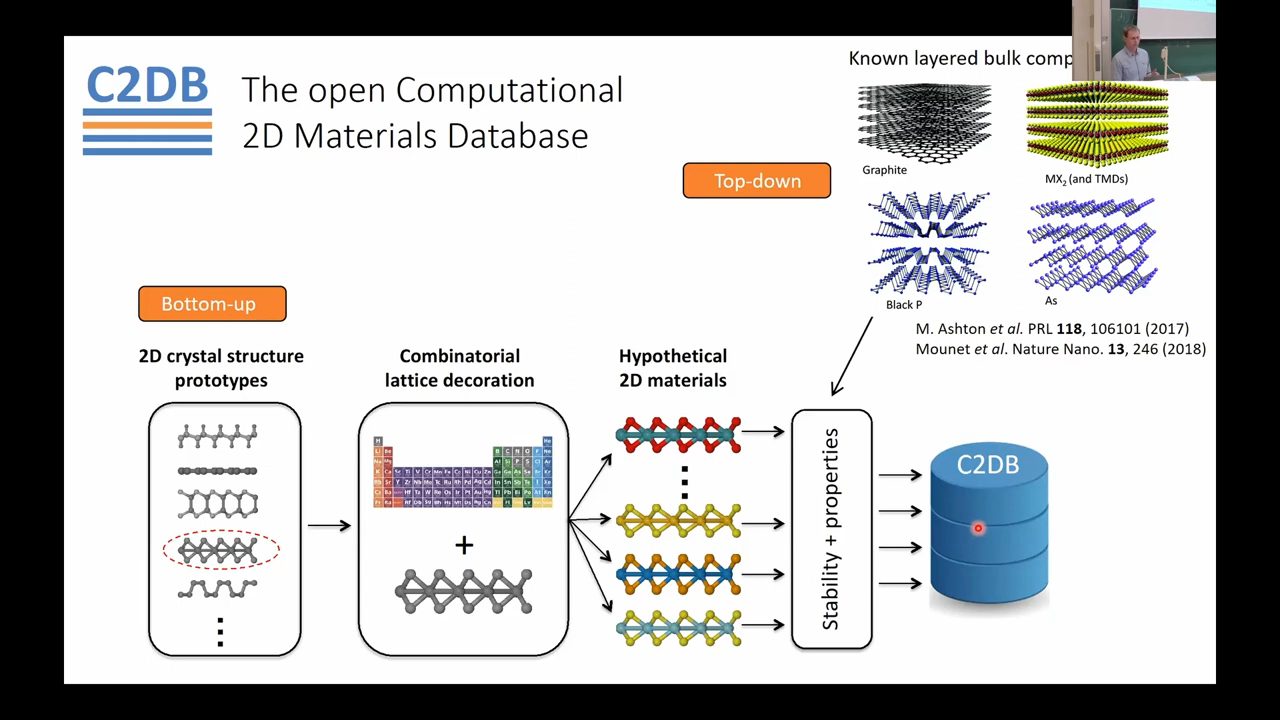 C2DB
The open Computational
2D Materials Database
Known layered bulk comp
Graphite
MX2 (and TMDs)
Top-down
Black P
As
M. Ashton et al. PRL 118, 106101 (2017)
Mounet et al. Nature Nano. 13, 246 (2018)
Bottom-up
2D crystal structure
prototypes
Combinatorial
lattice decoration
Hypothetical
2D materials
+
Stability + properties
C2DB